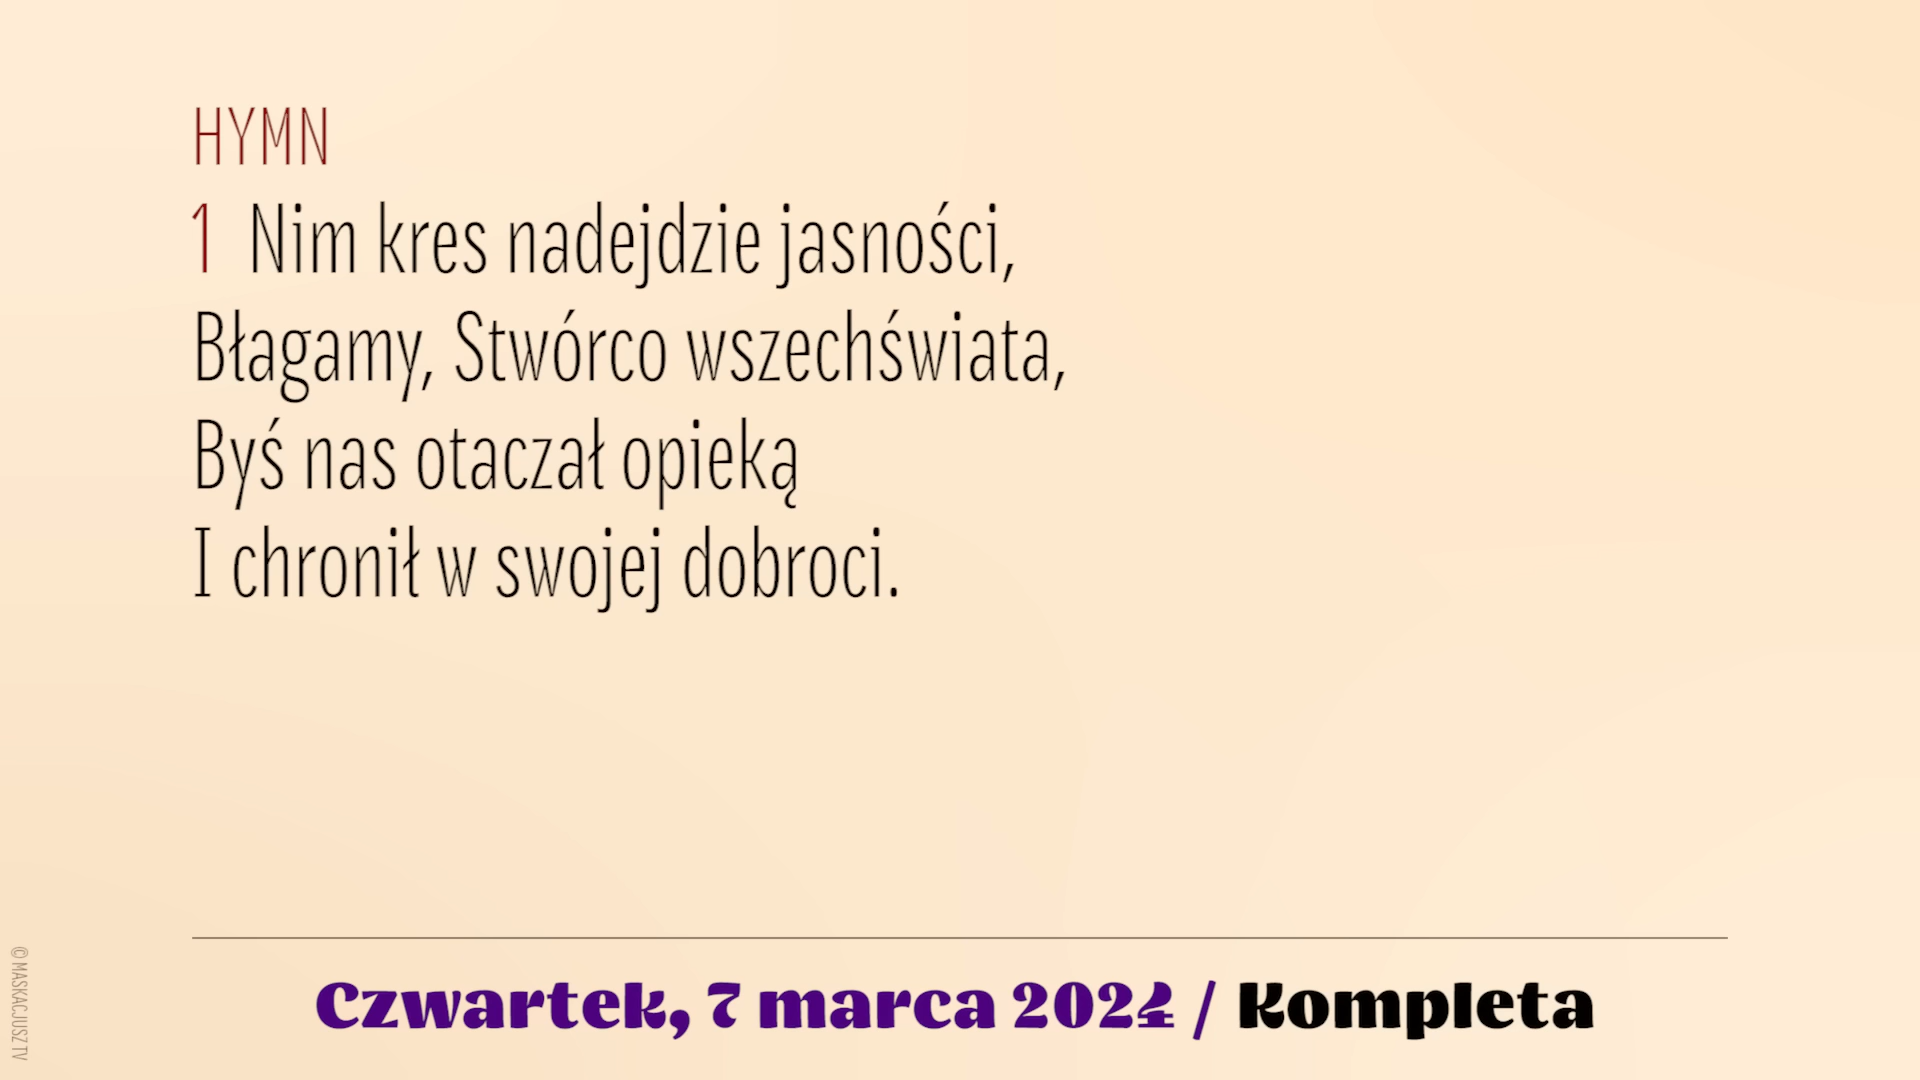 HYMN
1 Nim kres nadejdzie jasności,
Błagamy, Stwórco wszechświata,
Byś nas otaczał opieką
I chronił w swojej dobroci.
Czwartek, 7 marca 2024 / Kompleta
© MASKACJUSZ TV